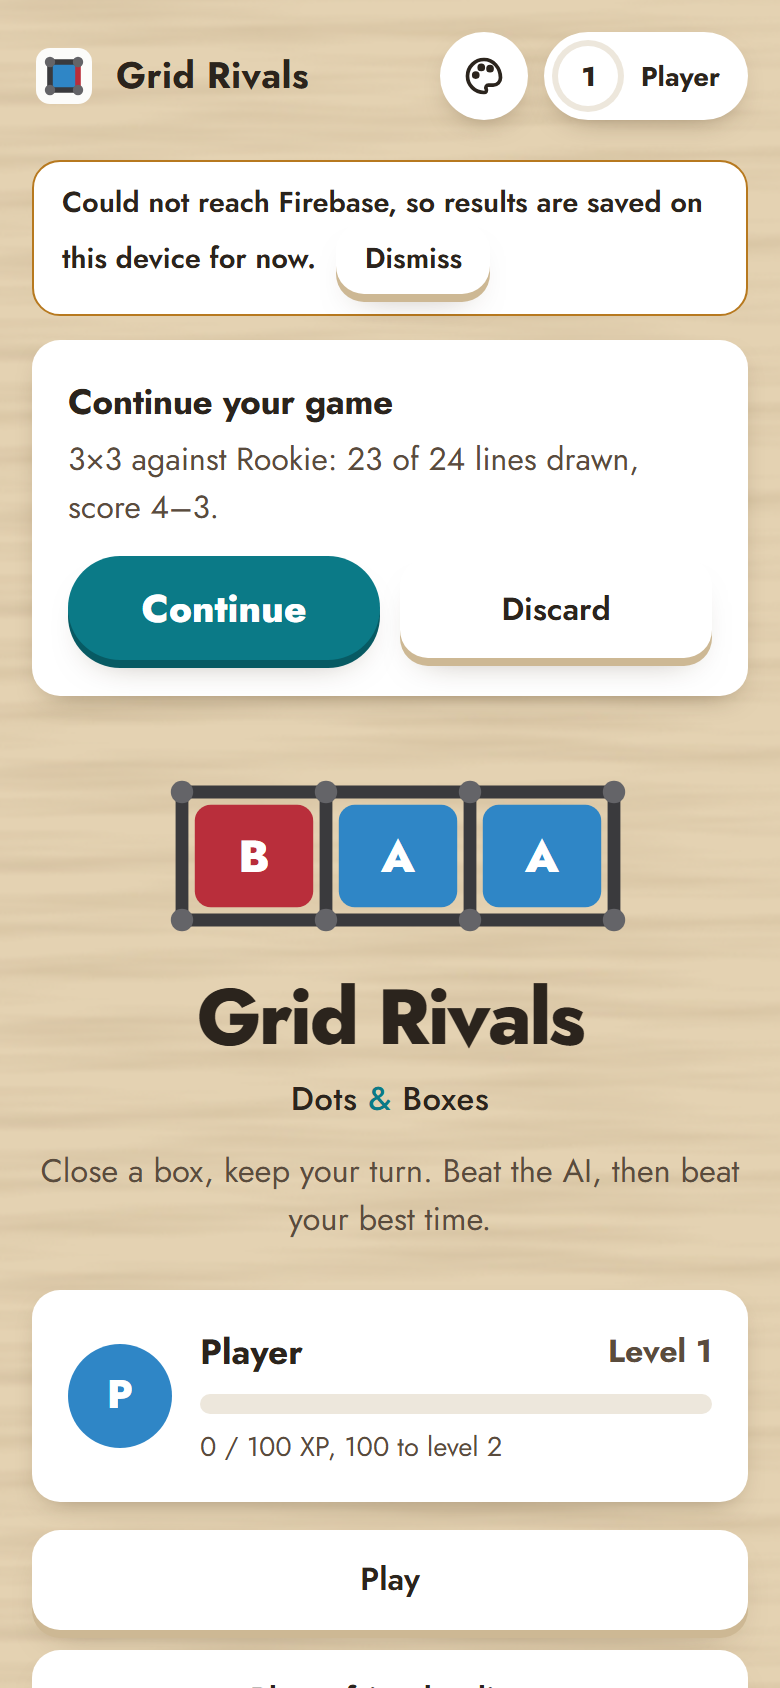 Grid Rivals
1 Player
Could not reach Firebase, so results are saved on
this device for now. Dismiss
Continue your game
3×3 against Rookie: 23 of 24 lines drawn,
score 4–3.
Continue Discard
B A A
Grid Rivals
Dots & Boxes
Close a box, keep your turn. Beat the AI, then beat
your best time.
P
Player Level 1
0 / 100 XP, 100 to level 2
Play